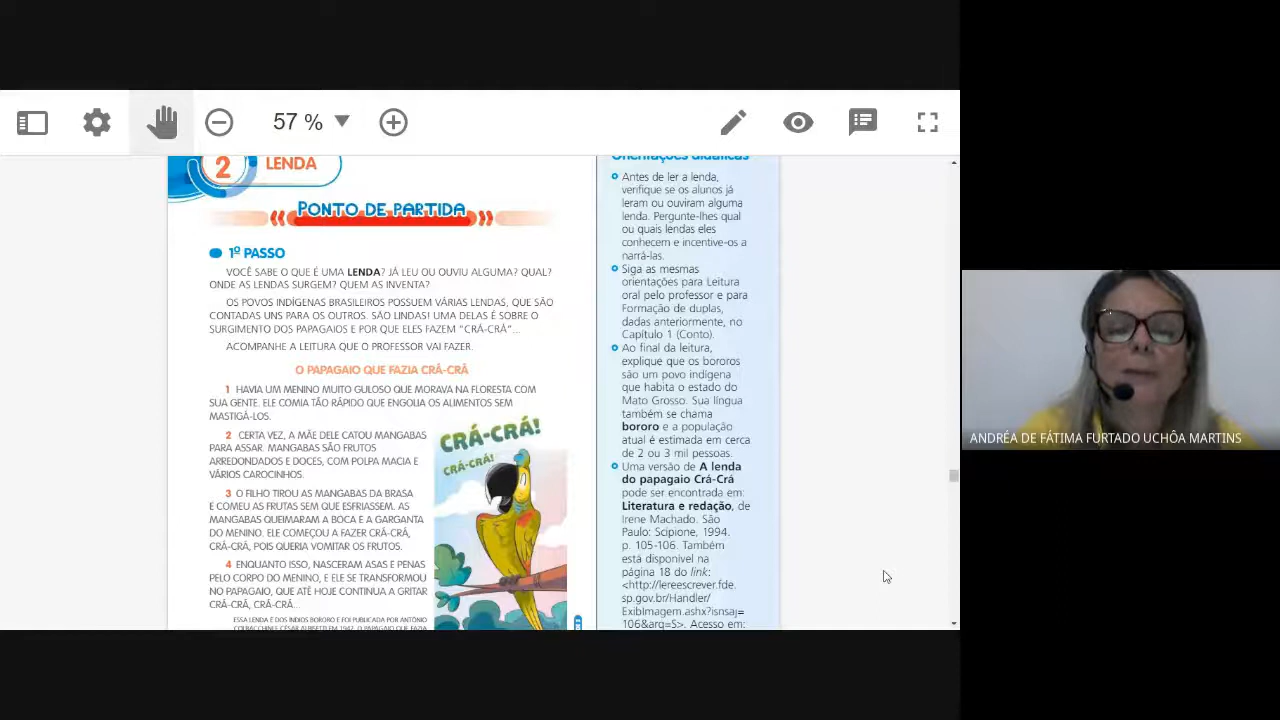 57 %
2 LENDA
PONTO DE PARTIDA
1º PASSO
VOCÊ SABE O QUE É UMA LENDA? JÁ LEU OU OUVIU ALGUMA? QUAL?
ONDE AS LENDAS SURGEM? QUEM AS INVENTA?
OS POVOS INDÍGENAS BRASILEIROS POSSUEM VÁRIAS LENDAS, QUE SÃO
CONTADAS UNS PARA OS OUTROS. SÃO LINDAS! UMA DELAS É SOBRE O
SURGIMENTO DOS PAPAGAIOS E POR QUE ELES FAZEM "CRÁ-CRÁ"...
ACOMPANHE A LEITURA QUE O PROFESSOR VAI FAZER.
O PAPAGAIO QUE FAZIA CRÁ-CRÁ
1 HAVIA UM MENINO MUITO GULOSO QUE MORAVA NA FLORESTA COM
SUA GENTE. ELE COMIA TÃO RÁPIDO QUE ENGOLIA OS ALIMENTOS SEM
MASTIGÁ-LOS.
2 CERTA VEZ, A MÃE DELE CATOU MANGABAS
PARA ASSAR. MANGABAS SÃO FRUTOS
ARREDONDADOS E DOCES, COM POLPA MACIA E
VÁRIOS CAROCINHOS.
3 O FILHO TIROU AS MANGABAS DA BRASA
E COMEU AS FRUTAS SEM QUE ESFRIASSEM. AS
MANGABAS QUEIMARAM A BOCA E A GARGANTA
DO MENINO. ELE COMEÇOU A FAZER CRÁ-CRÁ,
CRÁ-CRÁ, POIS QUERIA VOMITAR OS FRUTOS.
4 ENQUANTO ISSO, NASCERAM ASAS E PENAS
PELO CORPO DO MENINO, E ELE SE TRANSFORMOU
NO PAPAGAIO, QUE ATÉ HOJE CONTINUA A GRITAR
CRÁ-CRÁ, CRÁ-CRÁ...
ESSA LENDA É DOS ÍNDIOS BORORO E FOI PUBLICADA POR ANTÔNIO
CRÁ-CRÁ!
CRÁ-CRÁ!
Orientações didáticas
Antes de ler a lenda,
verifique se os alunos já
leram ou ouviram alguma
lenda. Pergunte-lhes qual
ou quais lendas eles
conhecem e incentive-os a
narrá-las.
Siga as mesmas
orientações para Leitura
oral pelo professor e para
Formação de duplas,
dadas anteriormente, no
Capítulo 1 (Conto).
Ao final da leitura,
explique que os bororos
são um povo indígena
que habita o estado do
Mato Grosso. Sua língua
também se chama
bororo e a população
atual é estimada em cerca
de 2 ou 3 mil pessoas.
Uma versão de A lenda
do papagaio Crá-Crá
pode ser encontrada em:
Literatura e redação, de
Irene Machado. São
Paulo: Scipione, 1994.
p. 105-106. Também
está disponível na
página 18 do link:
<http://lereescrever.fde.
sp.gov.br/Handler/
ExibImagem.ashx?isnsaj=
106&arq=S>. Acesso em:
ANDRÉA DE FÁTIMA FURTADO UCHÔA MARTINS